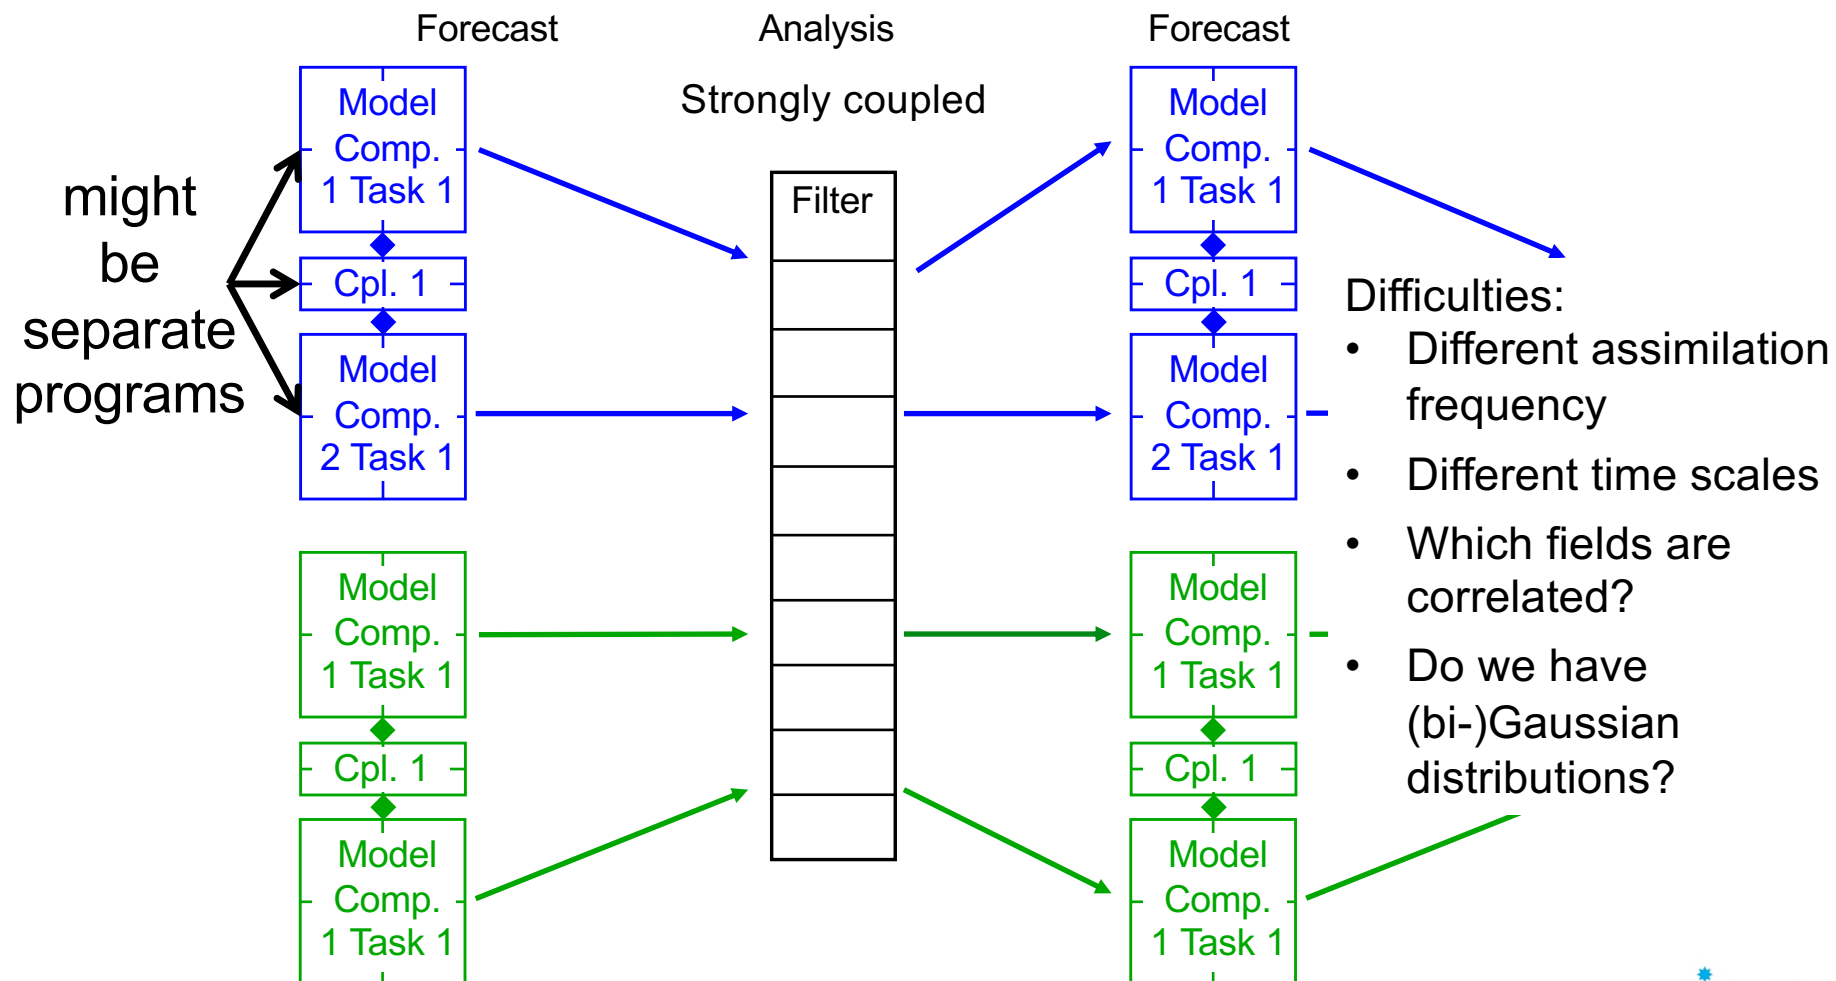 Forecast
Analysis
Forecast
Strongly coupled
might
be
separate
programs
Model
Comp.
1 Task 1
Cpl. 1
Model
Comp.
2 Task 1
Model
Comp.
1 Task 1
Cpl. 1
Model
Comp.
1 Task 1
Filter
Model
Comp.
1 Task 1
Cpl. 1
Model
Comp.
2 Task 1
Model
Comp.
1 Task 1
Cpl. 1
Model
Comp.
1 Task 1
Difficulties:
• Different assimilation
frequency
• Different time scales
• Which fields are
correlated?
• Do we have
(bi-)Gaussian
distributions?